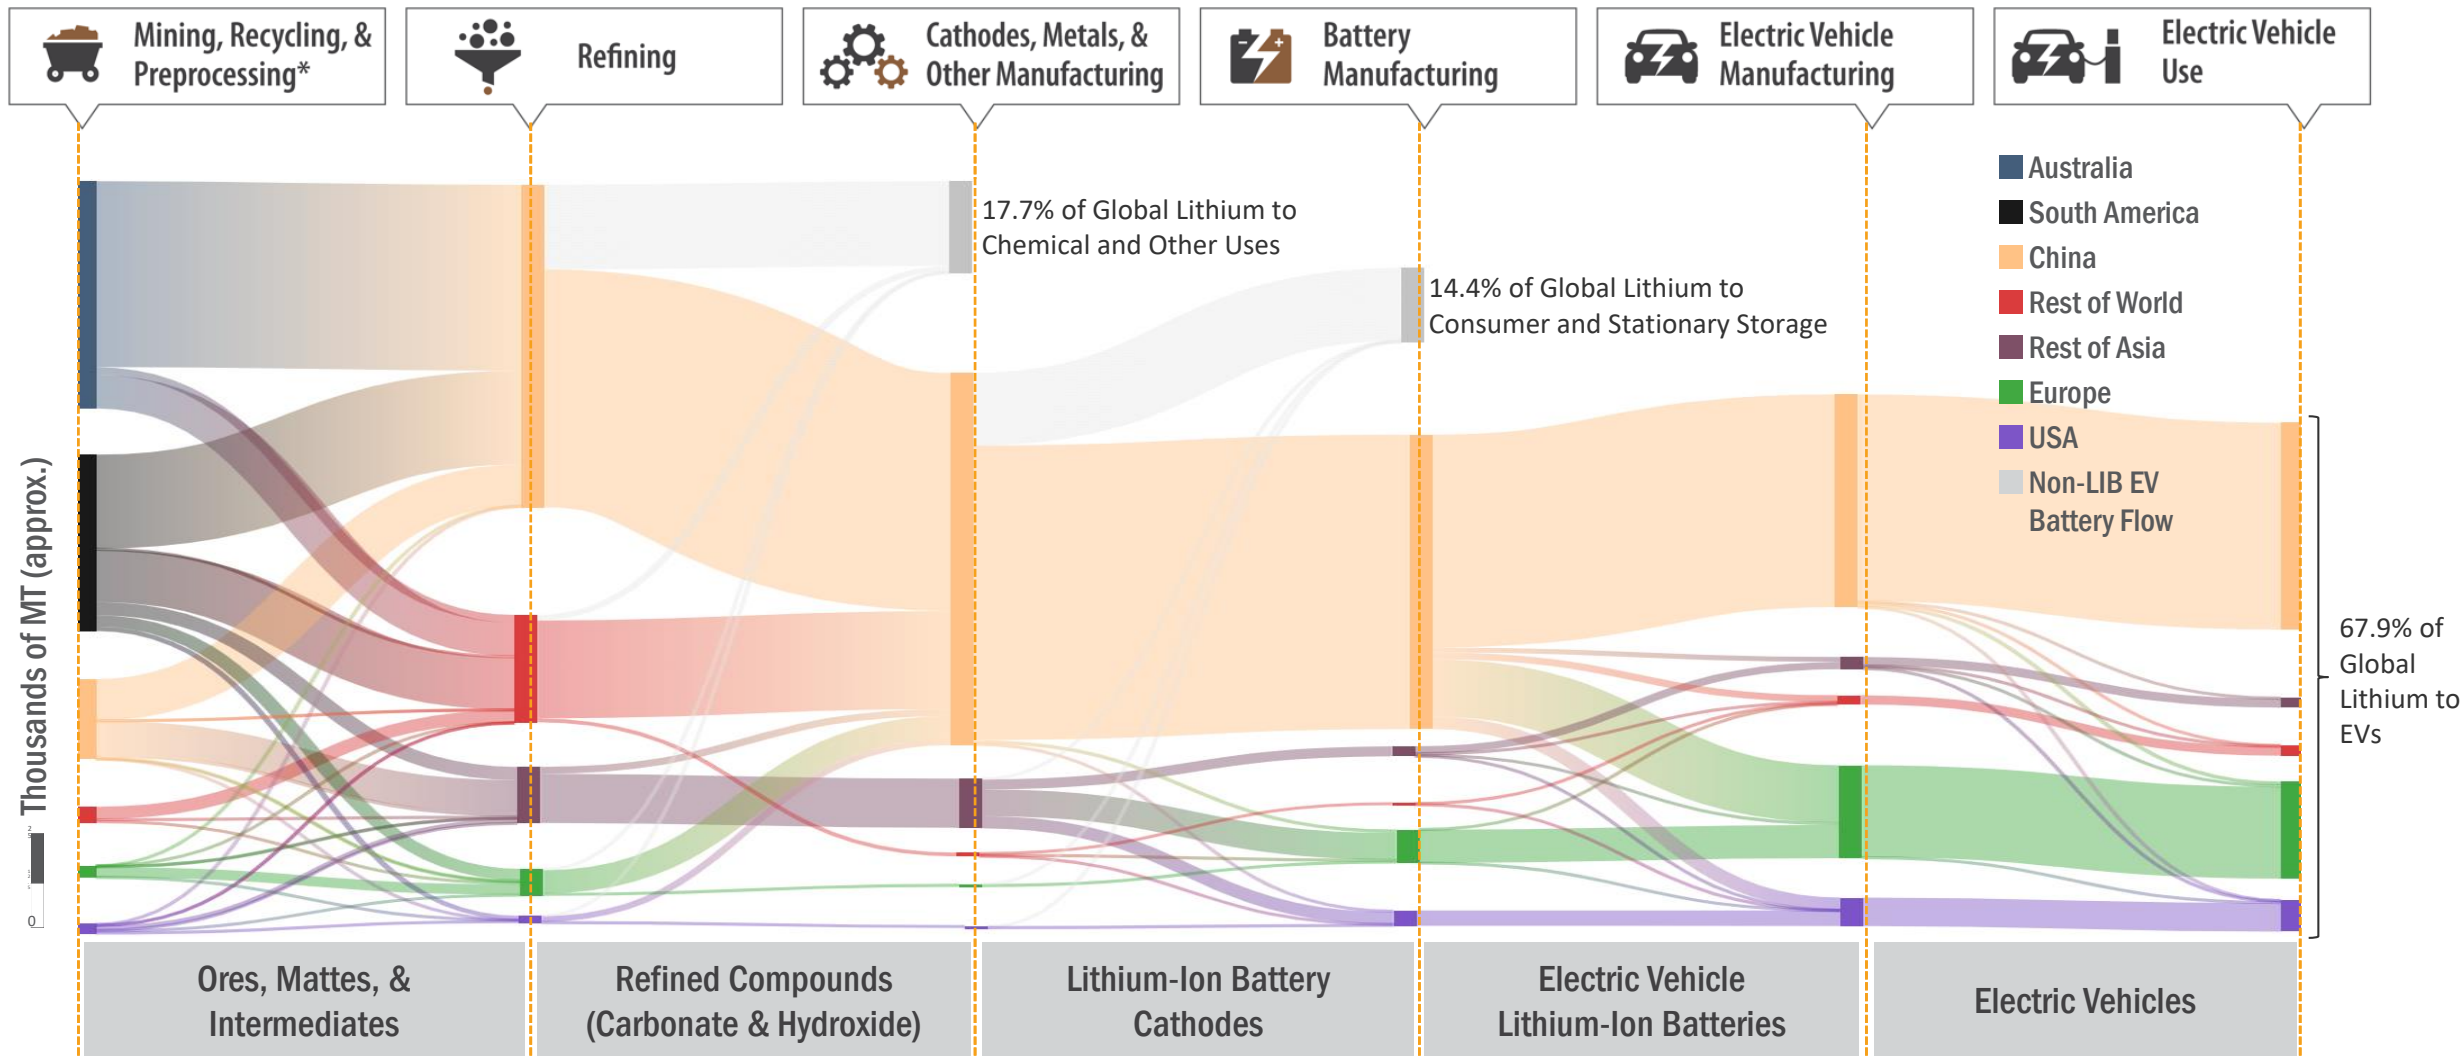 Mining, Recycling, &
Preprocessing*
Refining
Cathodes, Metals, &
Other Manufacturing
Battery
Manufacturing
Electric Vehicle
Manufacturing
Electric Vehicle
Use
17.7% of Global Lithium to
Chemical and Other Uses
14.4% of Global Lithium to
Consumer and Stationary Storage
Australia
South America
China
Rest of World
Rest of Asia
Europe
USA
Non-LIB EV
Battery Flow
67.9% of
Global
Lithium to
EVs
Thousands of MT (approx.)
0
Ores, Mattes, &
Intermediates
Refined Compounds
(Carbonate & Hydroxide)
Lithium-Ion Battery
Cathodes
Electric Vehicle
Lithium-Ion Batteries
Electric Vehicles